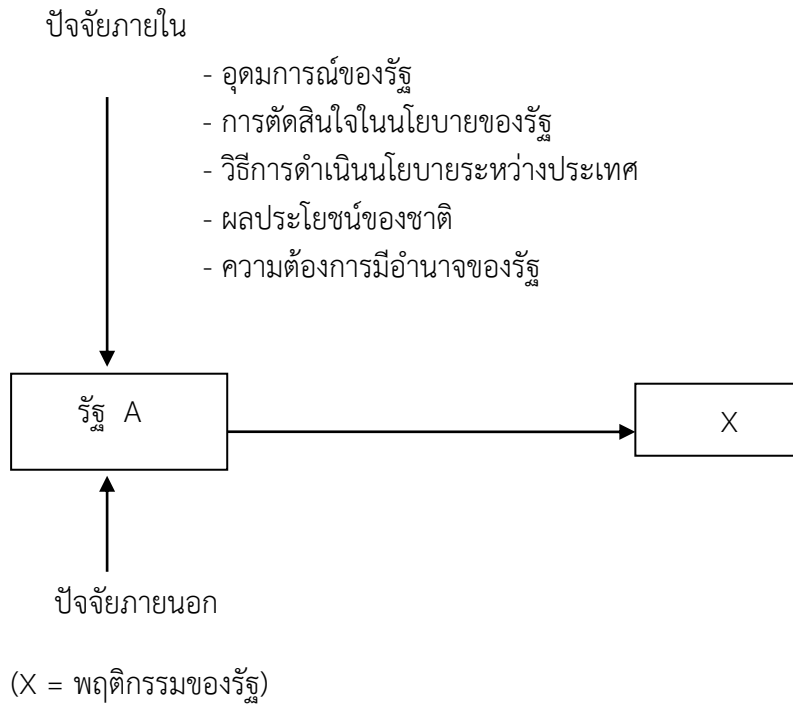 ปัจจัยภายใน
- อุดมการณ์ของรัฐ
- การตัดสินใจในนโยบายของรัฐ
- วิธีการดำเนินนโยบายระหว่างประเทศ
- ผลประโยชน์ของชาติ
- ความต้องการมีอำนาจของรัฐ
รัฐ A
X
ปัจจัยภายนอก
(X = พฤติกรรมของรัฐ)